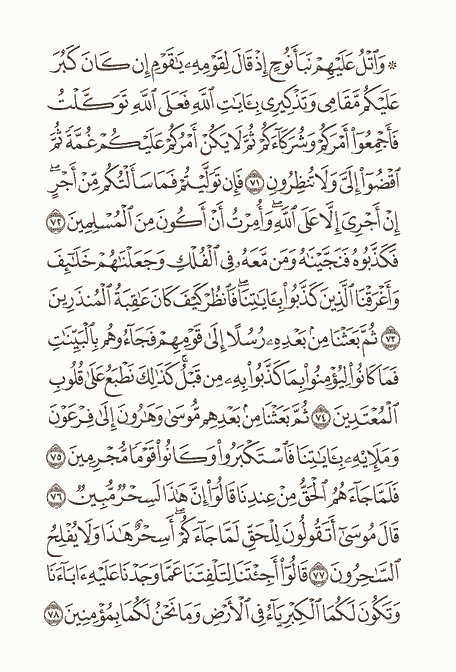 ۞ وَٱتْلُ عَلَيْهِمْ نَبَأَ نُوحٍ إِذْ قَالَ لِقَوْمِهِۦ يَٰقَوْمِ إِن كَانَ كَبُرَ
عَلَيْكُم مَّقَامِى وَتَذْكِيرِى بِـَٔايَٰتِ ٱللَّهِ فَعَلَى ٱللَّهِ تَوَكَّلْتُ
فَأَجْمِعُوٓا۟ أَمْرَكُمْ وَشُرَكَآءَكُمْ ثُمَّ لَا يَكُنْ أَمْرُكُمْ عَلَيْكُمْ غُمَّةً ثُمَّ
ٱقْضُوٓا۟ إِلَىَّ وَلَا تُنظِرُونِ ٧١ فَإِن تَوَلَّيْتُمْ فَمَا سَأَلْتُكُم مِّنْ أَجْرٍ ۖ
إِنْ أَجْرِىَ إِلَّا عَلَى ٱللَّهِ ۖ وَأُمِرْتُ أَنْ أَكُونَ مِنَ ٱلْمُسْلِمِينَ ٧٢
فَكَذَّبُوهُ فَنَجَّيْنَٰهُ وَمَن مَّعَهُۥ فِى ٱلْفُلْكِ وَجَعَلْنَٰهُمْ خَلَٰٓئِفَ
وَأَغْرَقْنَا ٱلَّذِينَ كَذَّبُوا۟ بِـَٔايَٰتِنَا ۖ فَٱنظُرْ كَيْفَ كَانَ عَٰقِبَةُ ٱلْمُنذَرِينَ
٧٣ ثُمَّ بَعَثْنَا مِنۢ بَعْدِهِۦ رُسُلًا إِلَىٰ قَوْمِهِمْ فَجَآءُوهُم بِٱلْبَيِّنَٰتِ
فَمَا كَانُوا۟ لِيُؤْمِنُوا۟ بِمَا كَذَّبُوا۟ بِهِۦ مِن قَبْلُ ۚ كَذَٰلِكَ نَطْبَعُ عَلَىٰ قُلُوبِ
ٱلْمُعْتَدِينَ ٧٤ ثُمَّ بَعَثْنَا مِنۢ بَعْدِهِم مُّوسَىٰ وَهَٰرُونَ إِلَىٰ فِرْعَوْنَ
وَمَلَإِي۟هِۦ بِـَٔايَٰتِنَا فَٱسْتَكْبَرُوا۟ وَكَانُوا۟ قَوْمًا مُّجْرِمِينَ ٧٥
فَلَمَّا جَآءَهُمُ ٱلْحَقُّ مِنْ عِندِنَا قَالُوٓا۟ إِنَّ هَٰذَا لَسِحْرٌ مُّبِينٌ ٧٦
قَالَ مُوسَىٰٓ أَتَقُولُونَ لِلْحَقِّ لَمَّا جَآءَكُمْ ۖ أَسِحْرٌ هَٰذَا وَلَا يُفْلِحُ
ٱلسَّٰحِرُونَ ٧٧ قَالُوٓا۟ أَجِئْتَنَا لِتَلْفِتَنَا عَمَّا وَجَدْنَا عَلَيْهِ ءَابَآءَنَا
وَتَكُونَ لَكُمَا ٱلْكِبْرِيَآءُ فِى ٱلْأَرْضِ وَمَا نَحْنُ لَكُمَا بِمُؤْمِنِينَ ٧٨